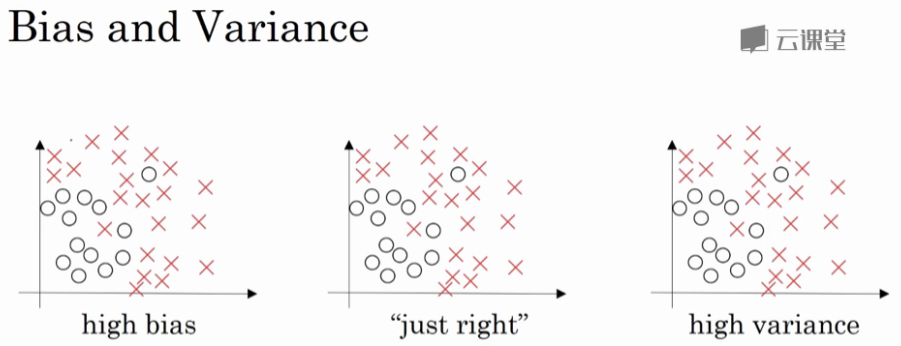 Bias and Variance
云课堂
high bias
“just right”
high variance